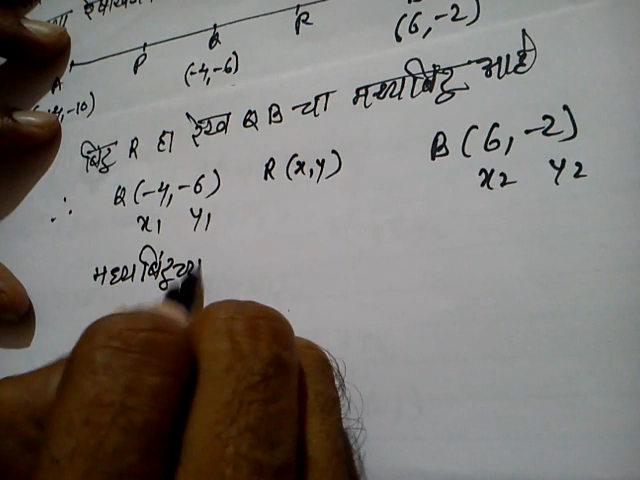 A P Q R
(-4,-6) (6,-2)
बिंदु R हा रेख QB च्या मध्यबिंदु आहे
∴ Q(-4,-6) R(x,y) B(6,-2)
x1 y1 x2 y2
मध्यबिंदुच्या